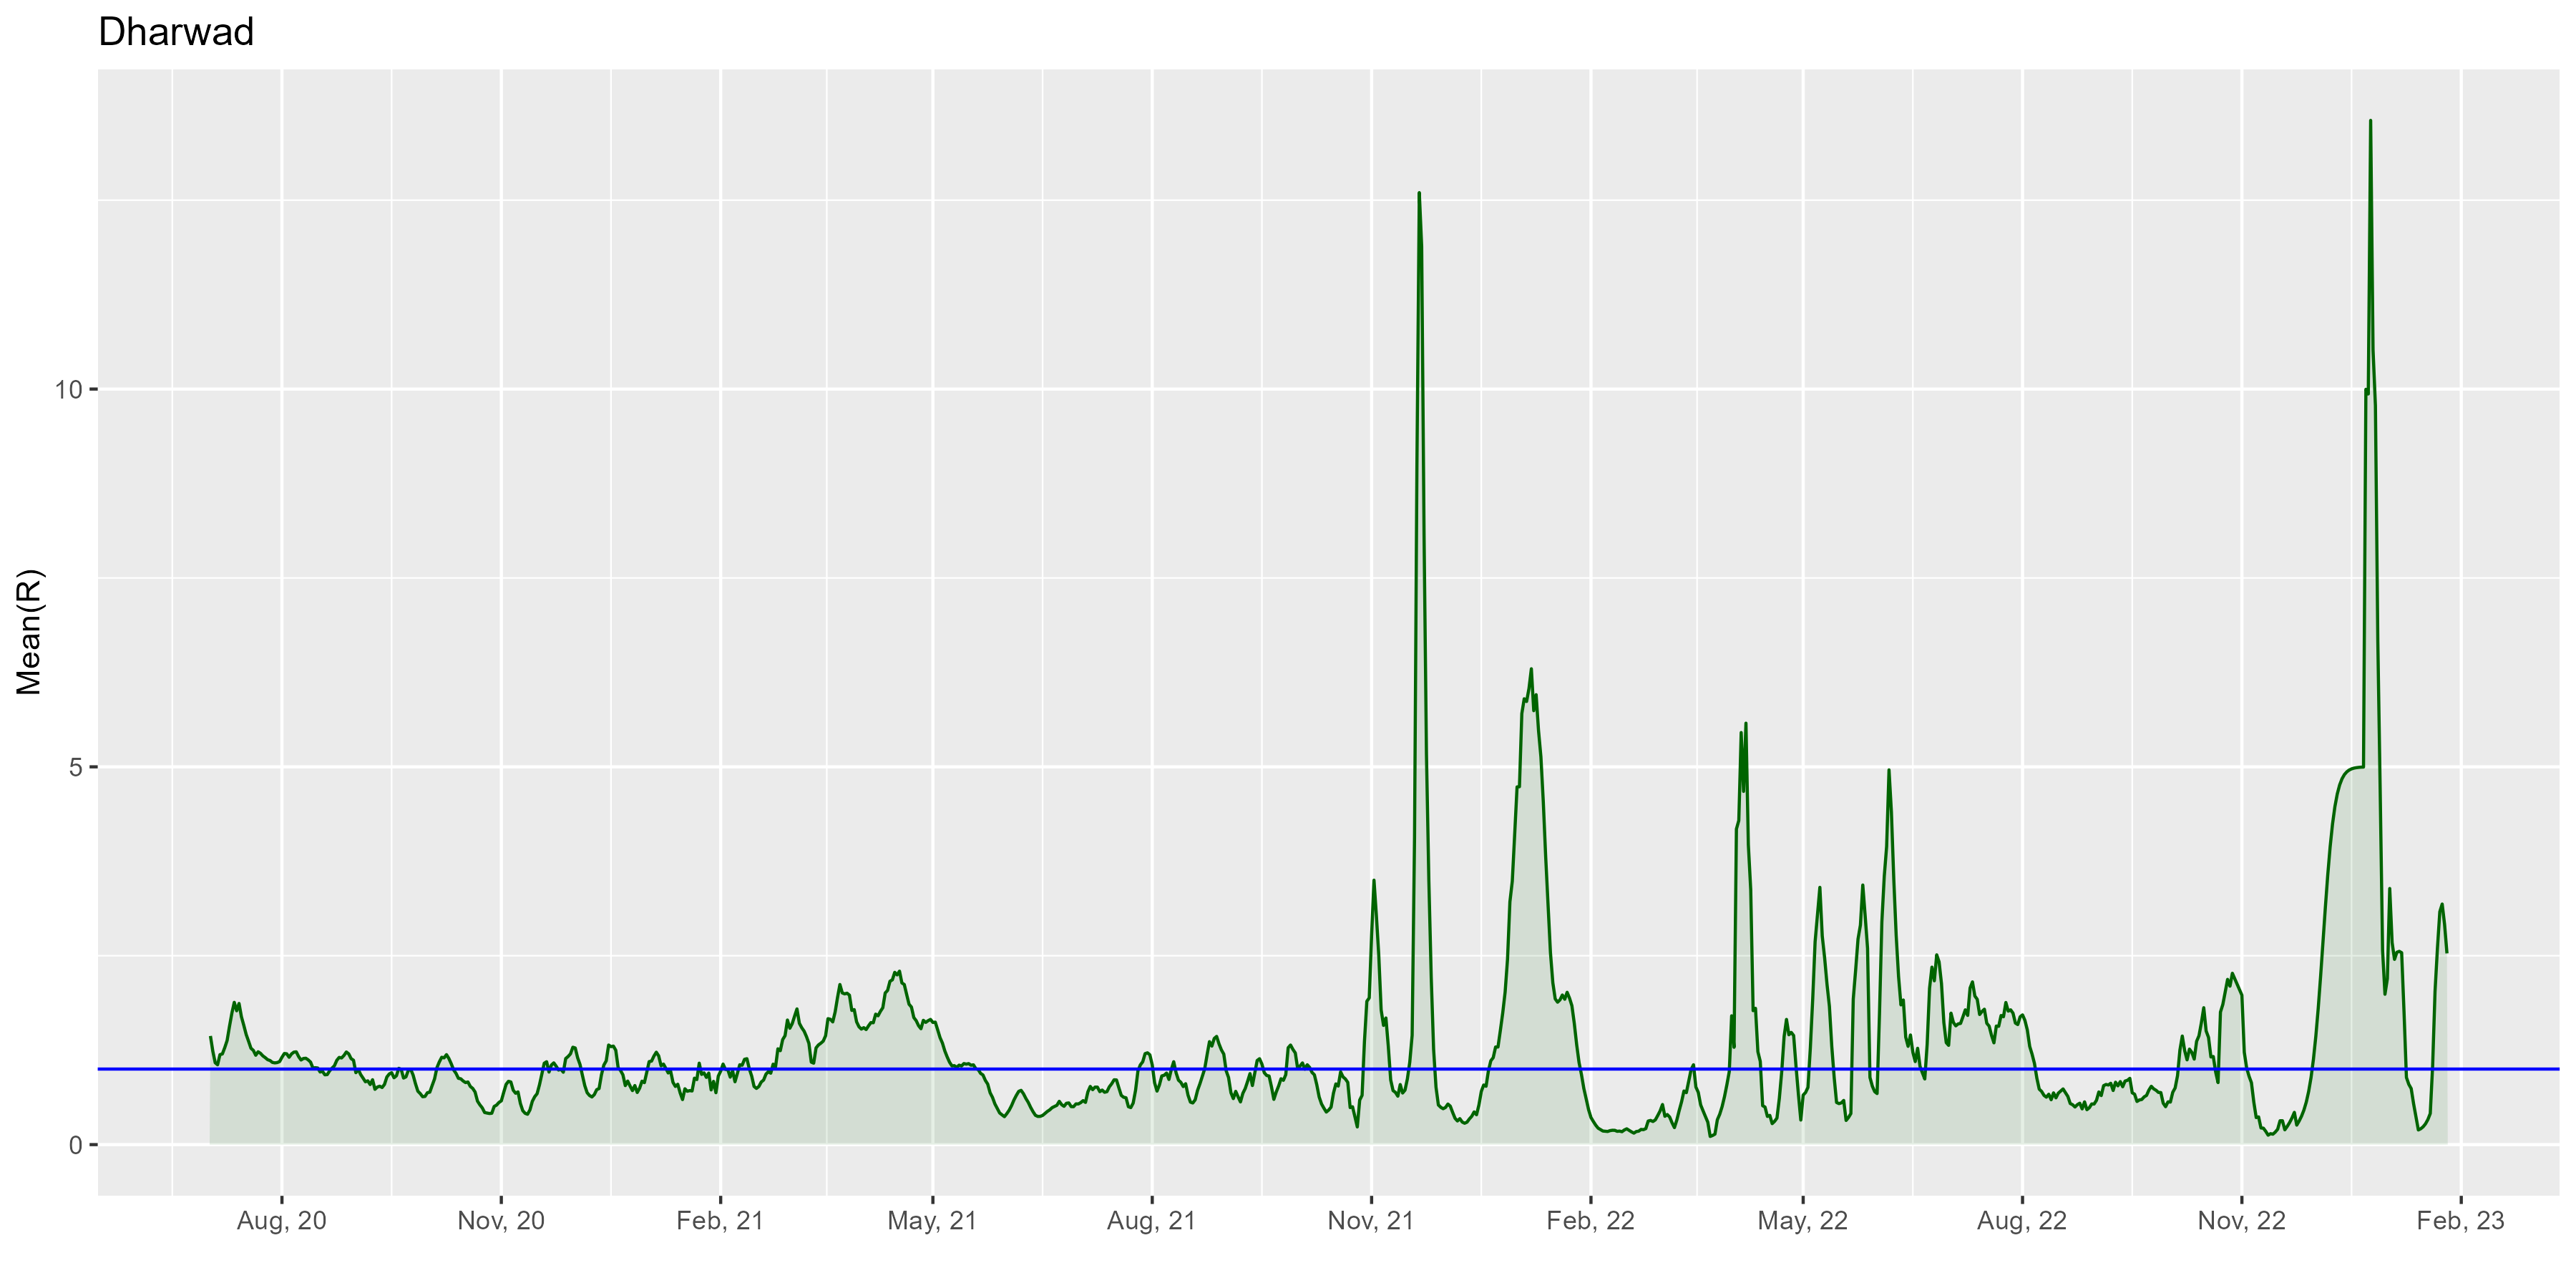 Dharwad
Mean(R)
10
5
0
Aug, 20 Nov, 20 Feb, 21 May, 21 Aug, 21 Nov, 21 Feb, 22 May, 22 Aug, 22 Nov, 22 Feb, 23